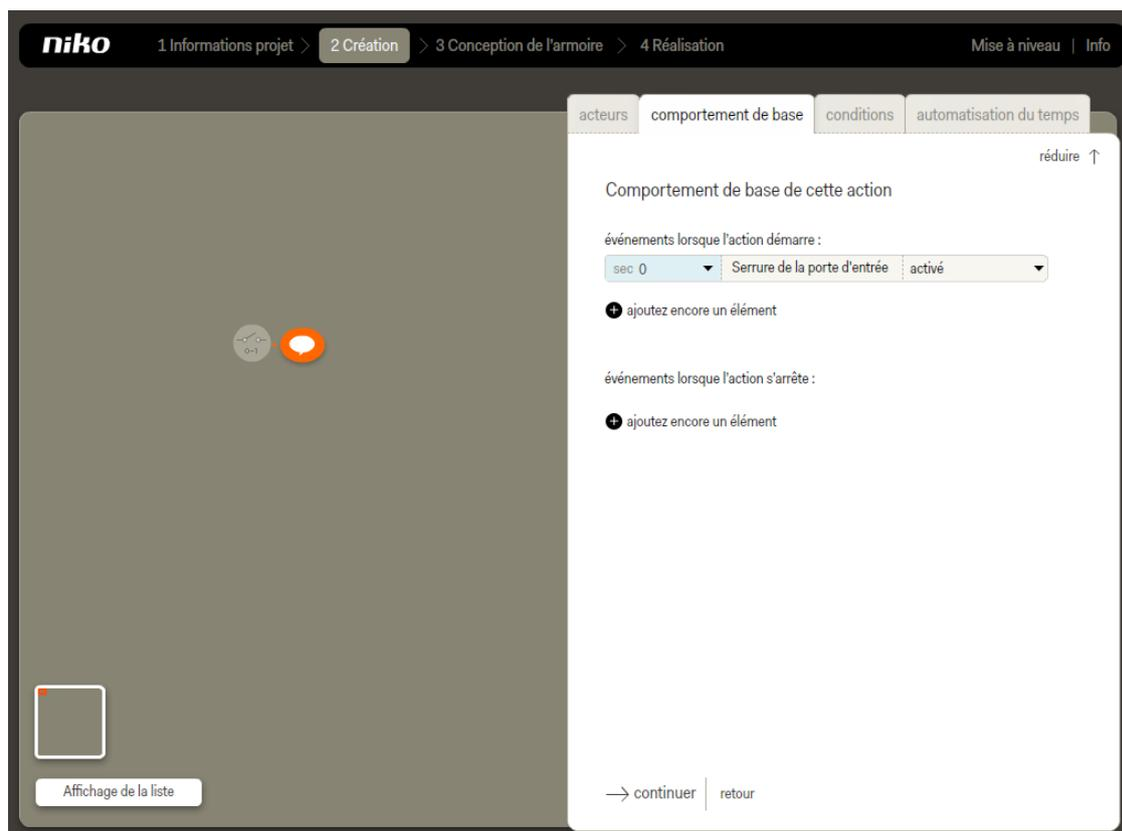 niko 1 Informations projet 2 Création 3 Conception de l'armoire 4 Réalisation Mise à niveau | Info
acteurs comportement de base conditions automatisation du temps
réduire ↑
Comportement de base de cette action
événements lorsque l'action démarre :
sec 0 Serrure de la porte d'entrée activé
ajoutez encore un élément
0-1
événements lorsque l'action s'arrête :
ajoutez encore un élément
Affichage de la liste
→ continuer retour